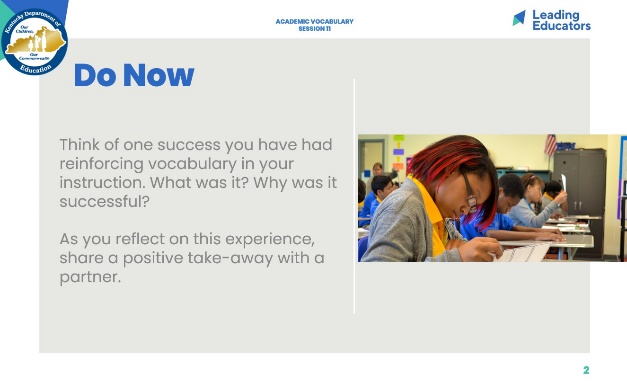 Kentucky Department of
Our
Children,
Our
Commonwealth
Education
ACADEMIC VOCABULARY
SESSION 11
Leading
Educators
Do Now
Think of one success you have had
reinforcing vocabulary in your
instruction. What was it? Why was it
successful?
As you reflect on this experience,
share a positive take-away with a
partner.
2